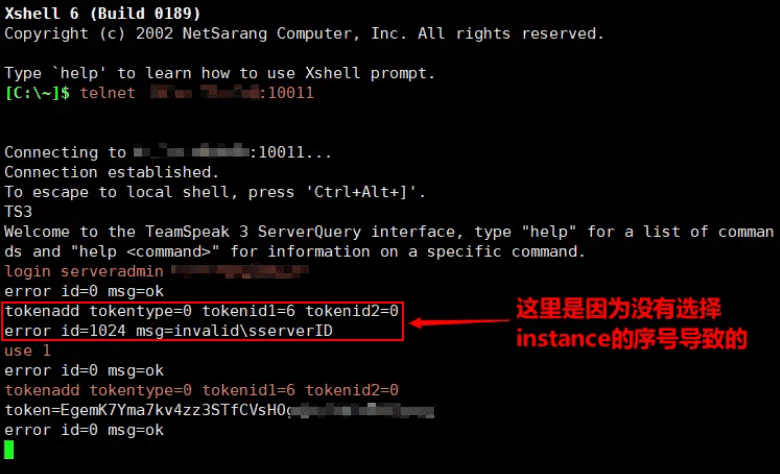 Xshell 6 (Build 0189)
Copyright (c) 2002 NetSarang Computer, Inc. All rights reserved.
Type `help' to learn how to use Xshell prompt.
[C:\~]$ telnet :10011
Connecting to :10011...
Connection established.
To escape to local shell, press 'Ctrl+Alt+]'.
TS3
Welcome to the TeamSpeak 3 ServerQuery interface, type "help" for a list of comman
ds and "help <command>" for information on a specific command.
login serveradmin
error id=0 msg=ok
tokenadd tokentype=0 tokenid1=6 tokenid2=0
error id=1024 msg=invalid\sserverID
这里是因为没有选择
instance的序号导致的
use 1
error id=0 msg=ok
tokenadd tokentype=0 tokenid1=6 tokenid2=0
token=EgemK7Yma7kv4zz3STfCVsHOg
error id=0 msg=ok